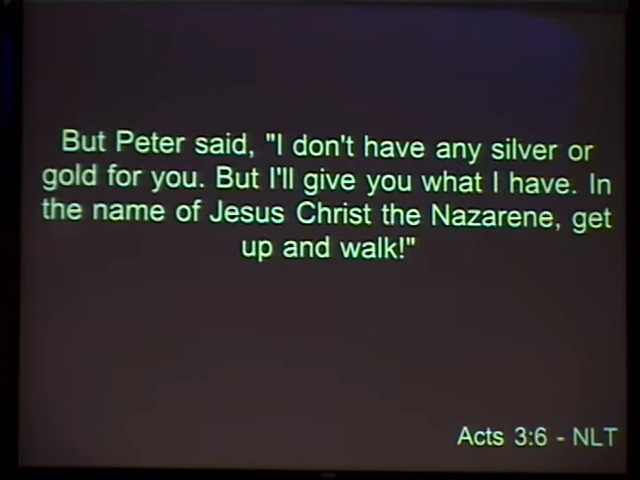 But Peter said, "I don't have any silver or
gold for you. But I'll give you what I have. In
the name of Jesus Christ the Nazarene, get
up and walk!"
Acts 3:6 - NLT